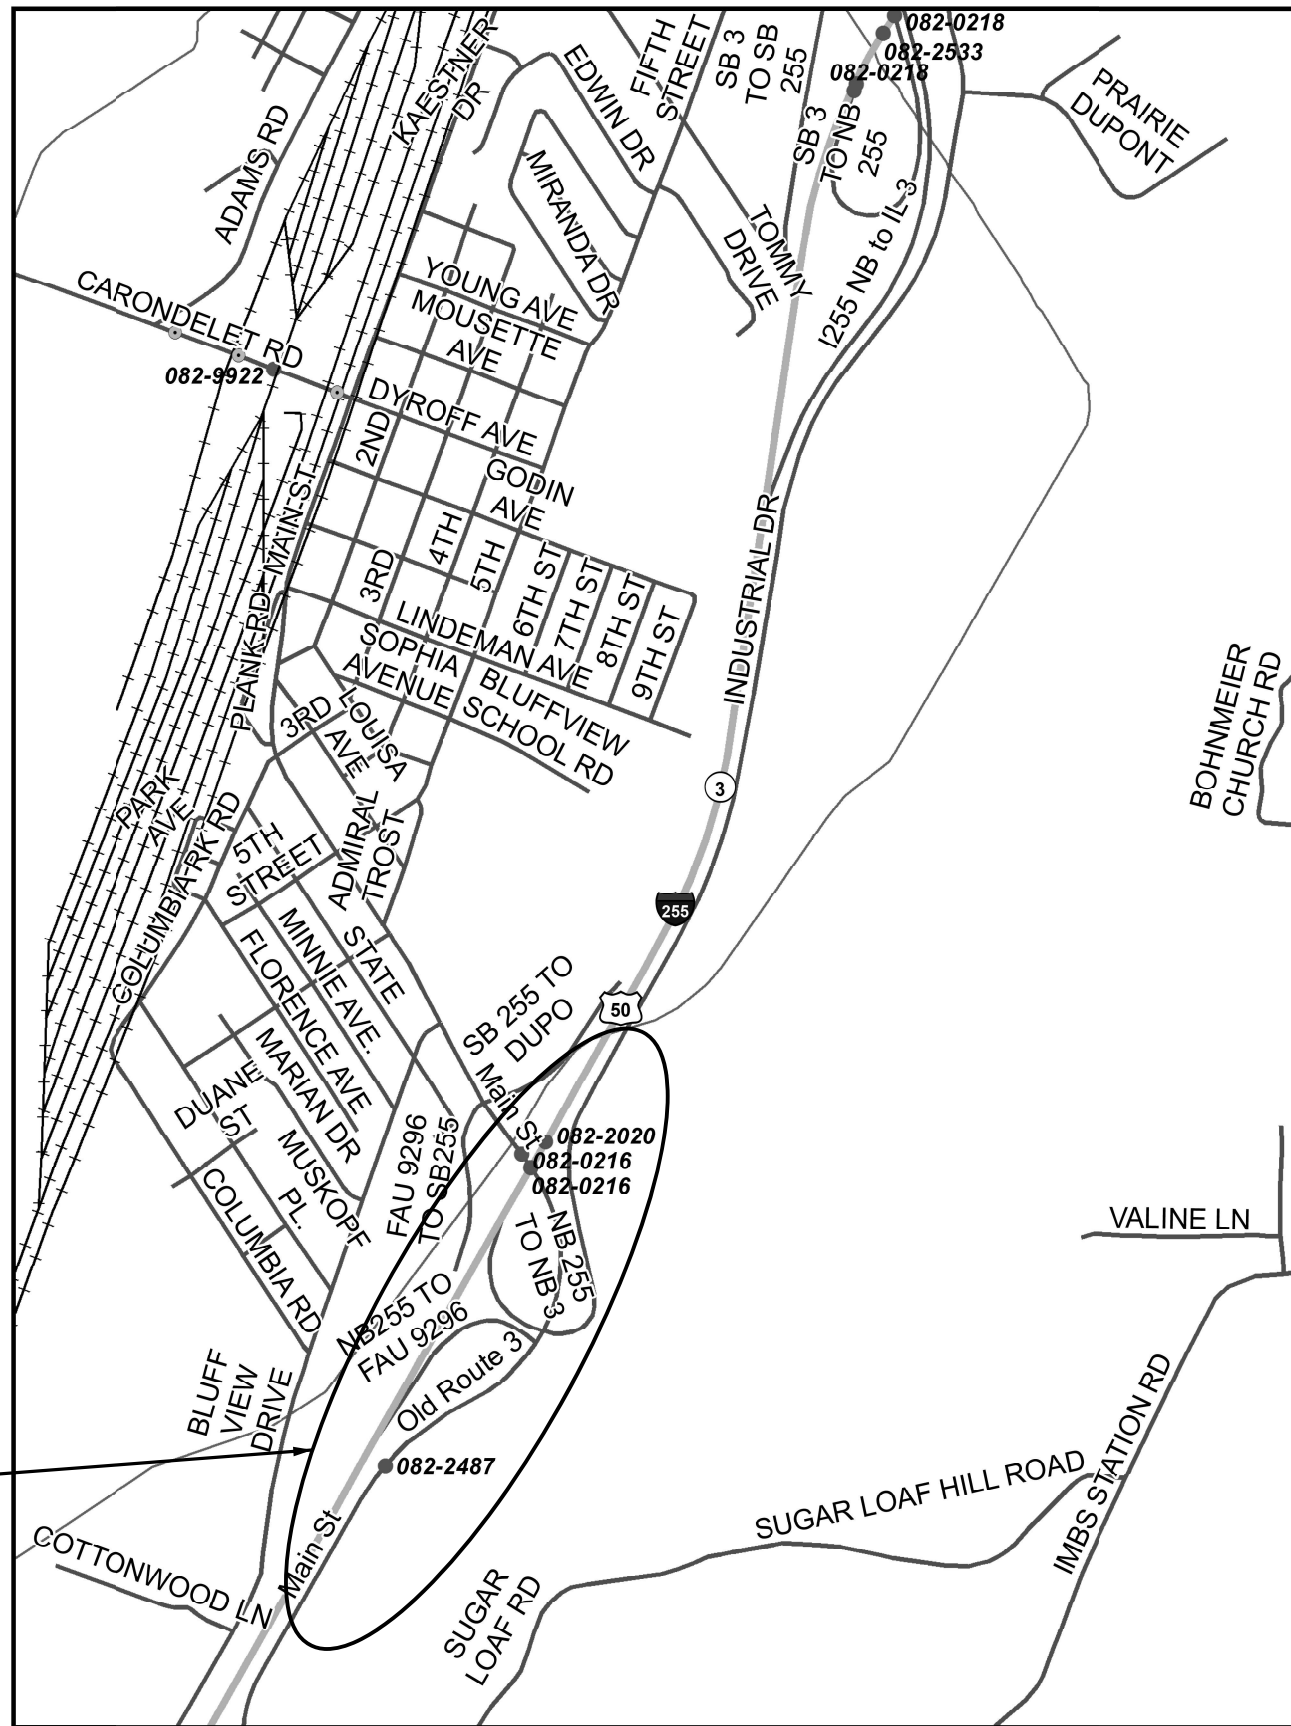 082-0218
082-2533
082-0218
KAESTNER
DR
EDWIN DR
FIFTH
STREET
SB 3
TO SB
255
SB 3
TO NB
255
PRAIRIE
DUPONT
ADAMS RD
MIRANDA DR
TOMMY
DRIVE
I255 NB to IL 3
CARONDELET RD
082-9922
YOUNG AVE
MOUSETTE
AVE
DYROFF AVE
2ND
GODIN
AVE
PLANK RD
MAIN ST
3RD
4TH
5TH
6TH ST
7TH ST
8TH ST
9TH ST
LINDEMAN AVE
SOPHIA
AVENUE
BLUFFVIEW
SCHOOL RD
INDUSTRIAL DR
BOHNMEIER
CHURCH RD
3RD
AVE
LOUISA
3
PARK
AVE
COLUMBIA RK RD
5TH
STREET
ADMIRAL
TROST
255
MINNIE AVE.
STATE
FLORENCE AVE
SB 255 TO
DUPO
50
MARIAN DR
DUANE
ST
MUSKOPF
PL.
Main St
FAU 9296
TO SB255
082-2020
082-0216
082-0216
COLUMBIA RD
NB 255
TO NB 3
VALINE LN
NB255 TO
FAU 9296
Old Route 3
BLUFF
VIEW
DRIVE
082-2487
SUGAR LOAF HILL ROAD
IMBS STATION RD
Main St
COTTONWOOD LN
SUGAR
LOAF RD